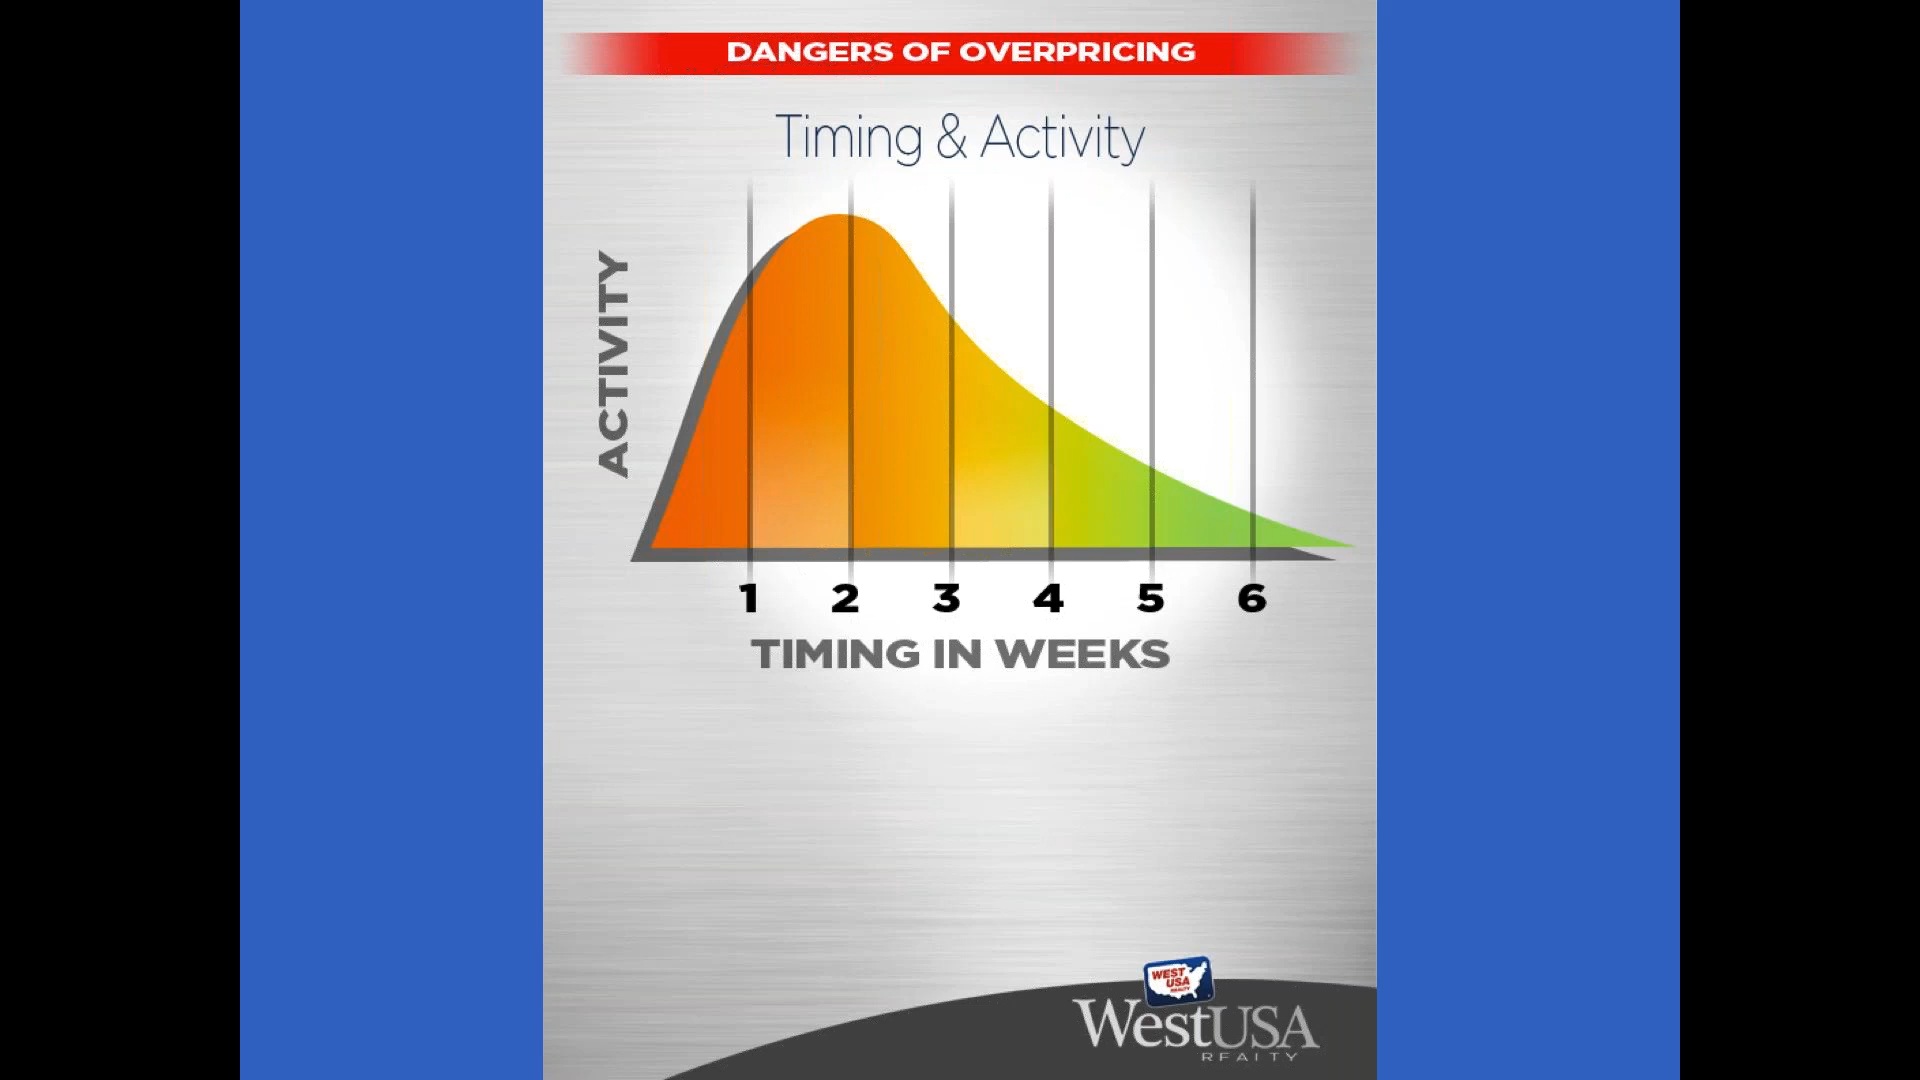 DANGERS OF OVERPRICING
Timing & Activity
ACTIVITY
1 2 3 4 5 6
TIMING IN WEEKS
WEST
USA
REALTY
WestUSA
REALTY